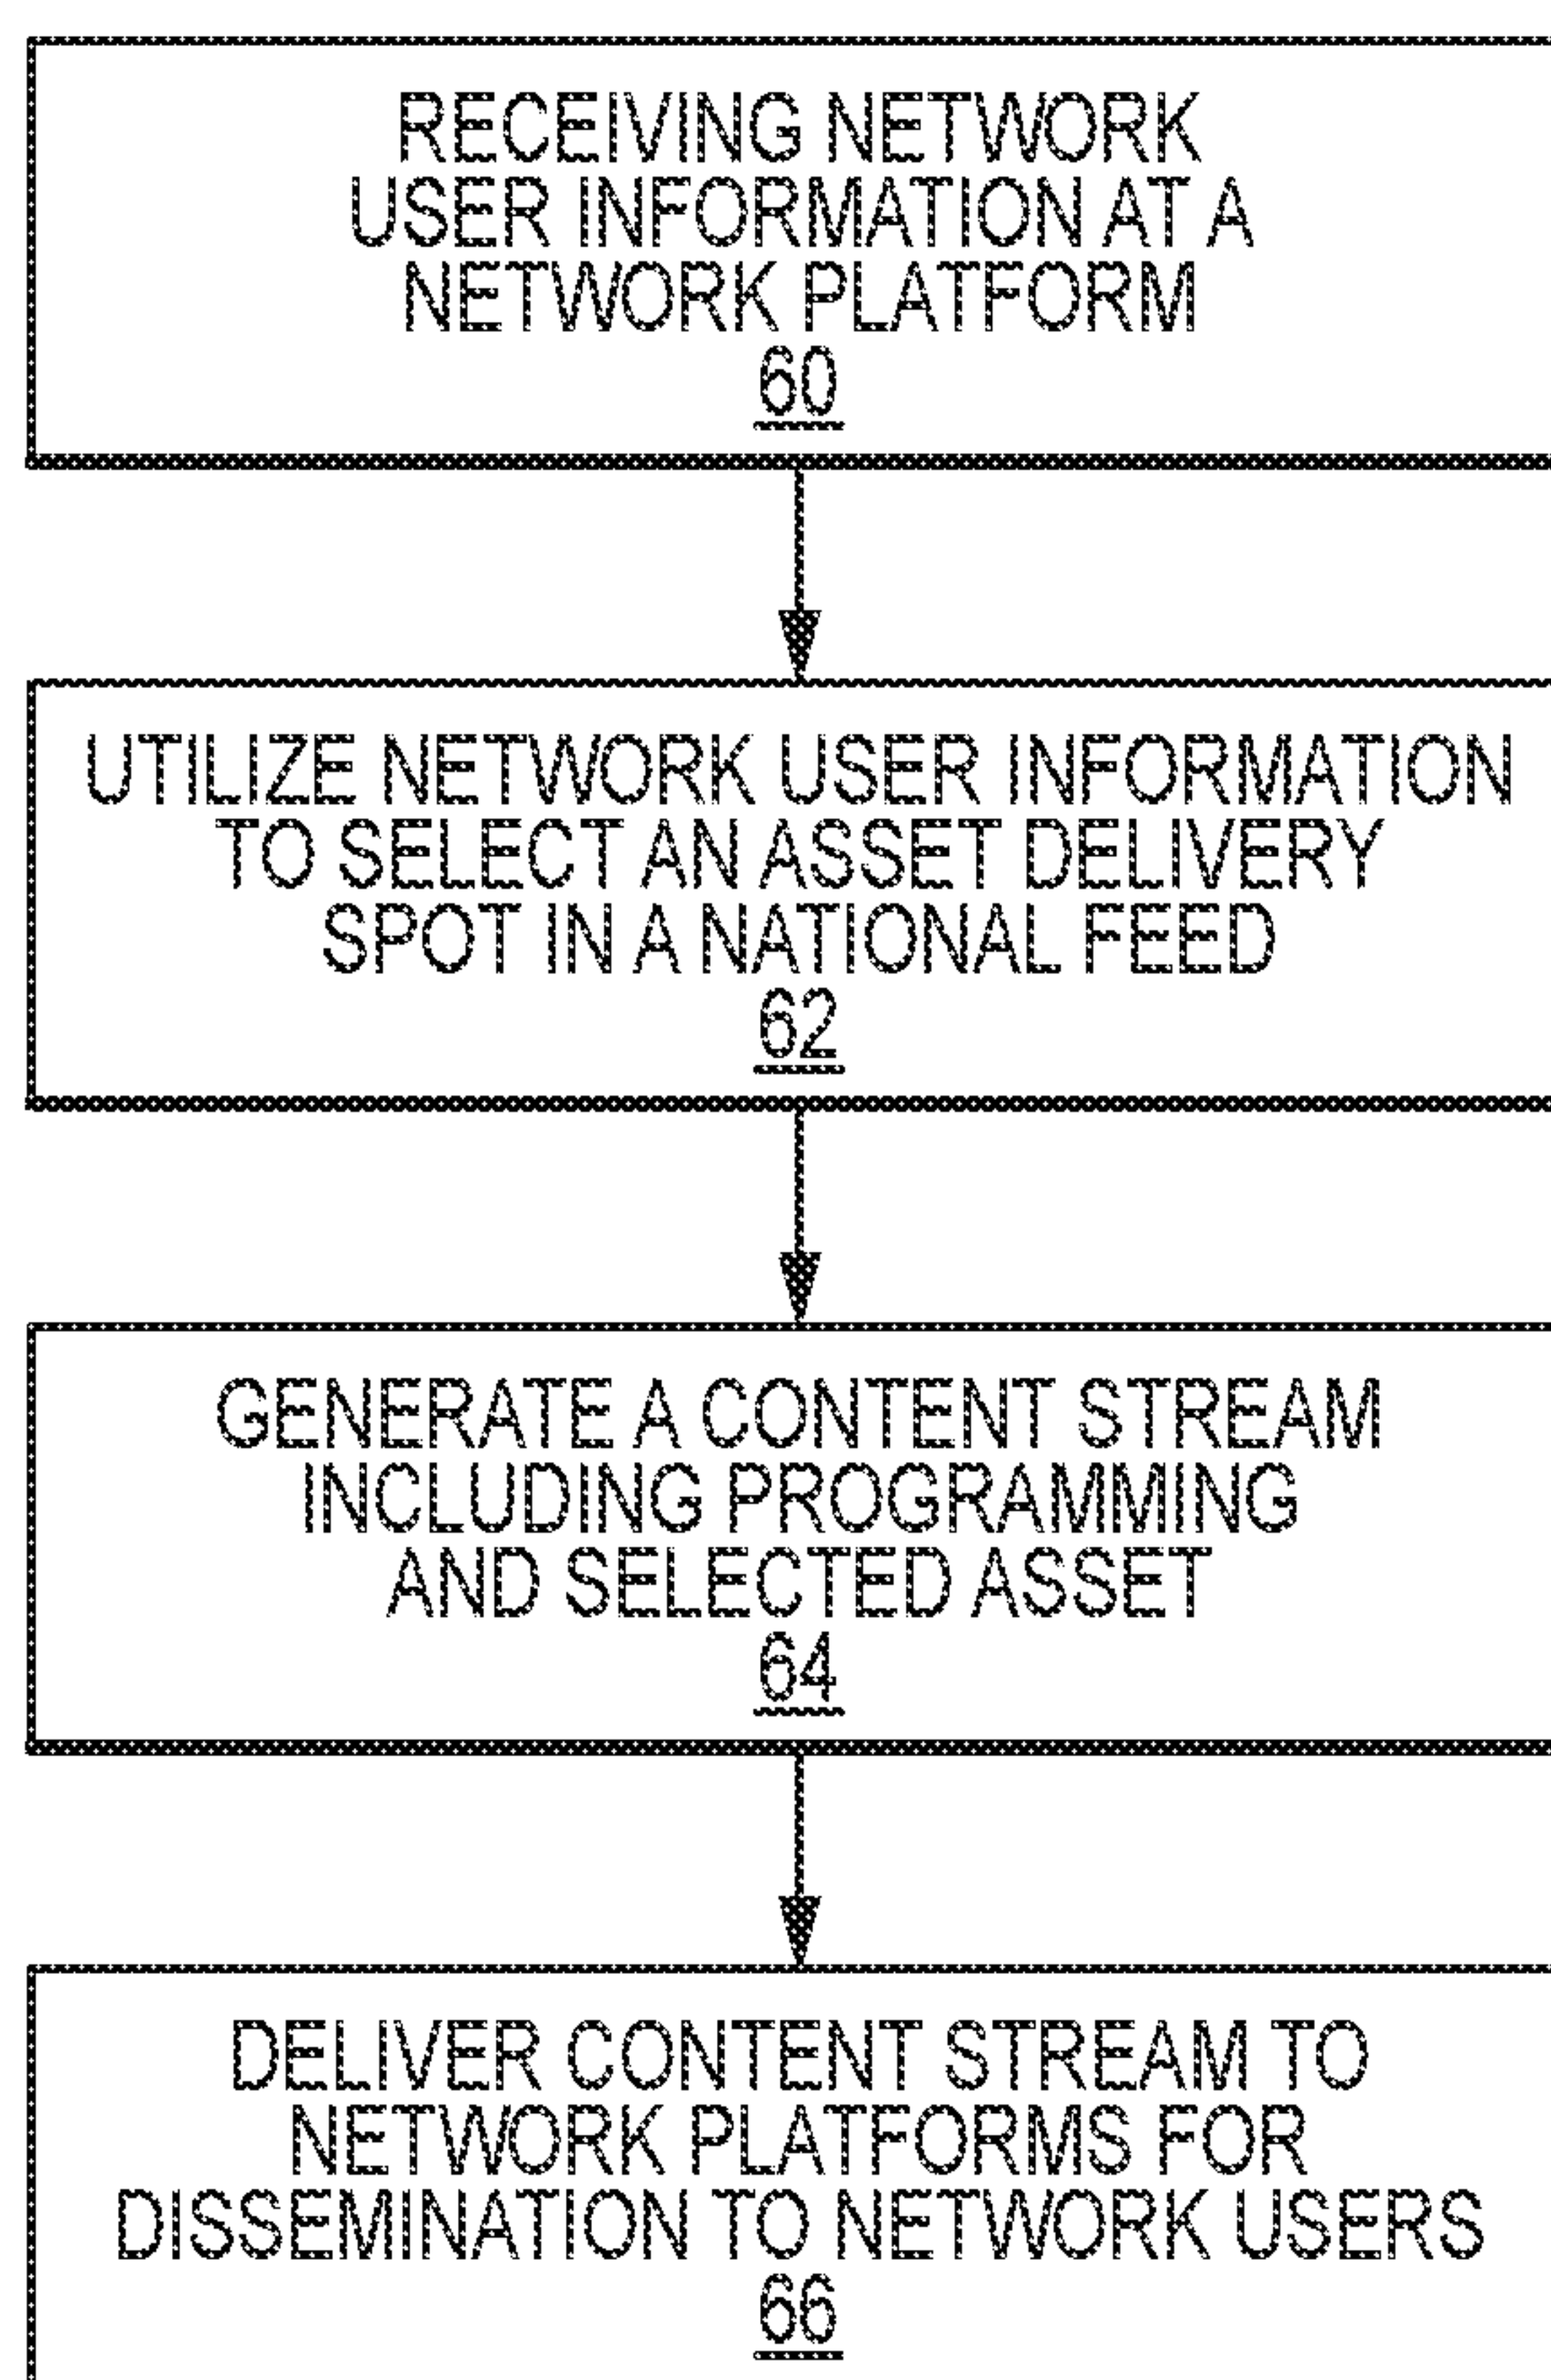 RECEIVING NETWORK
USER INFORMATION AT A
NETWORK PLATFORM
60
UTILIZE NETWORK USER INFORMATION
TO SELECT AN ASSET DELIVERY
SPOT IN A NATIONAL FEED
62
GENERATE A CONTENT STREAM
INCLUDING PROGRAMMING
AND SELECTED ASSET
64
DELIVER CONTENT STREAM TO
NETWORK PLATFORMS FOR
DISSEMINATION TO NETWORK USERS
66